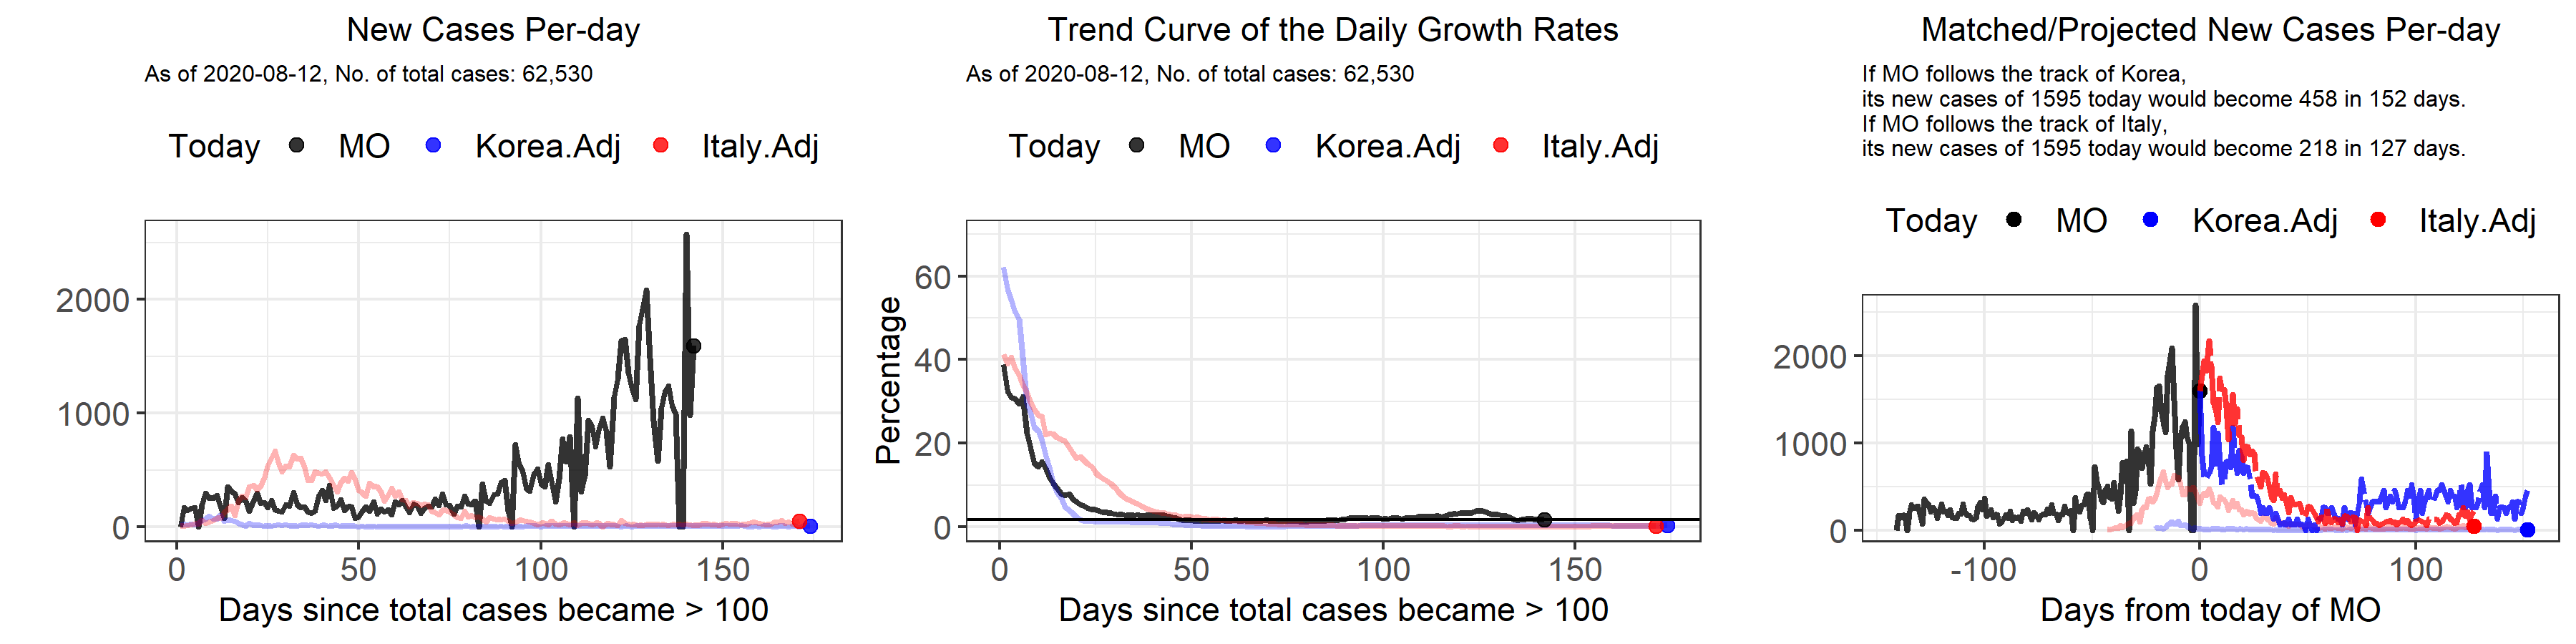 New Cases Per-day
As of 2020-08-12, No. of total cases: 62,530
Today MO Korea.Adj Italy.Adj
2000
1000
0
0 50 100 150
Days since total cases became > 100
Trend Curve of the Daily Growth Rates
As of 2020-08-12, No. of total cases: 62,530
Today MO Korea.Adj Italy.Adj
Percentage
60
40
20
0
0 50 100 150
Days since total cases became > 100
Matched/Projected New Cases Per-day
If MO follows the track of Korea,
its new cases of 1595 today would become 458 in 152 days.
If MO follows the track of Italy,
its new cases of 1595 today would become 218 in 127 days.
Today MO Korea.Adj Italy.Adj
2000
1000
0
-100 0 100
Days from today of MO